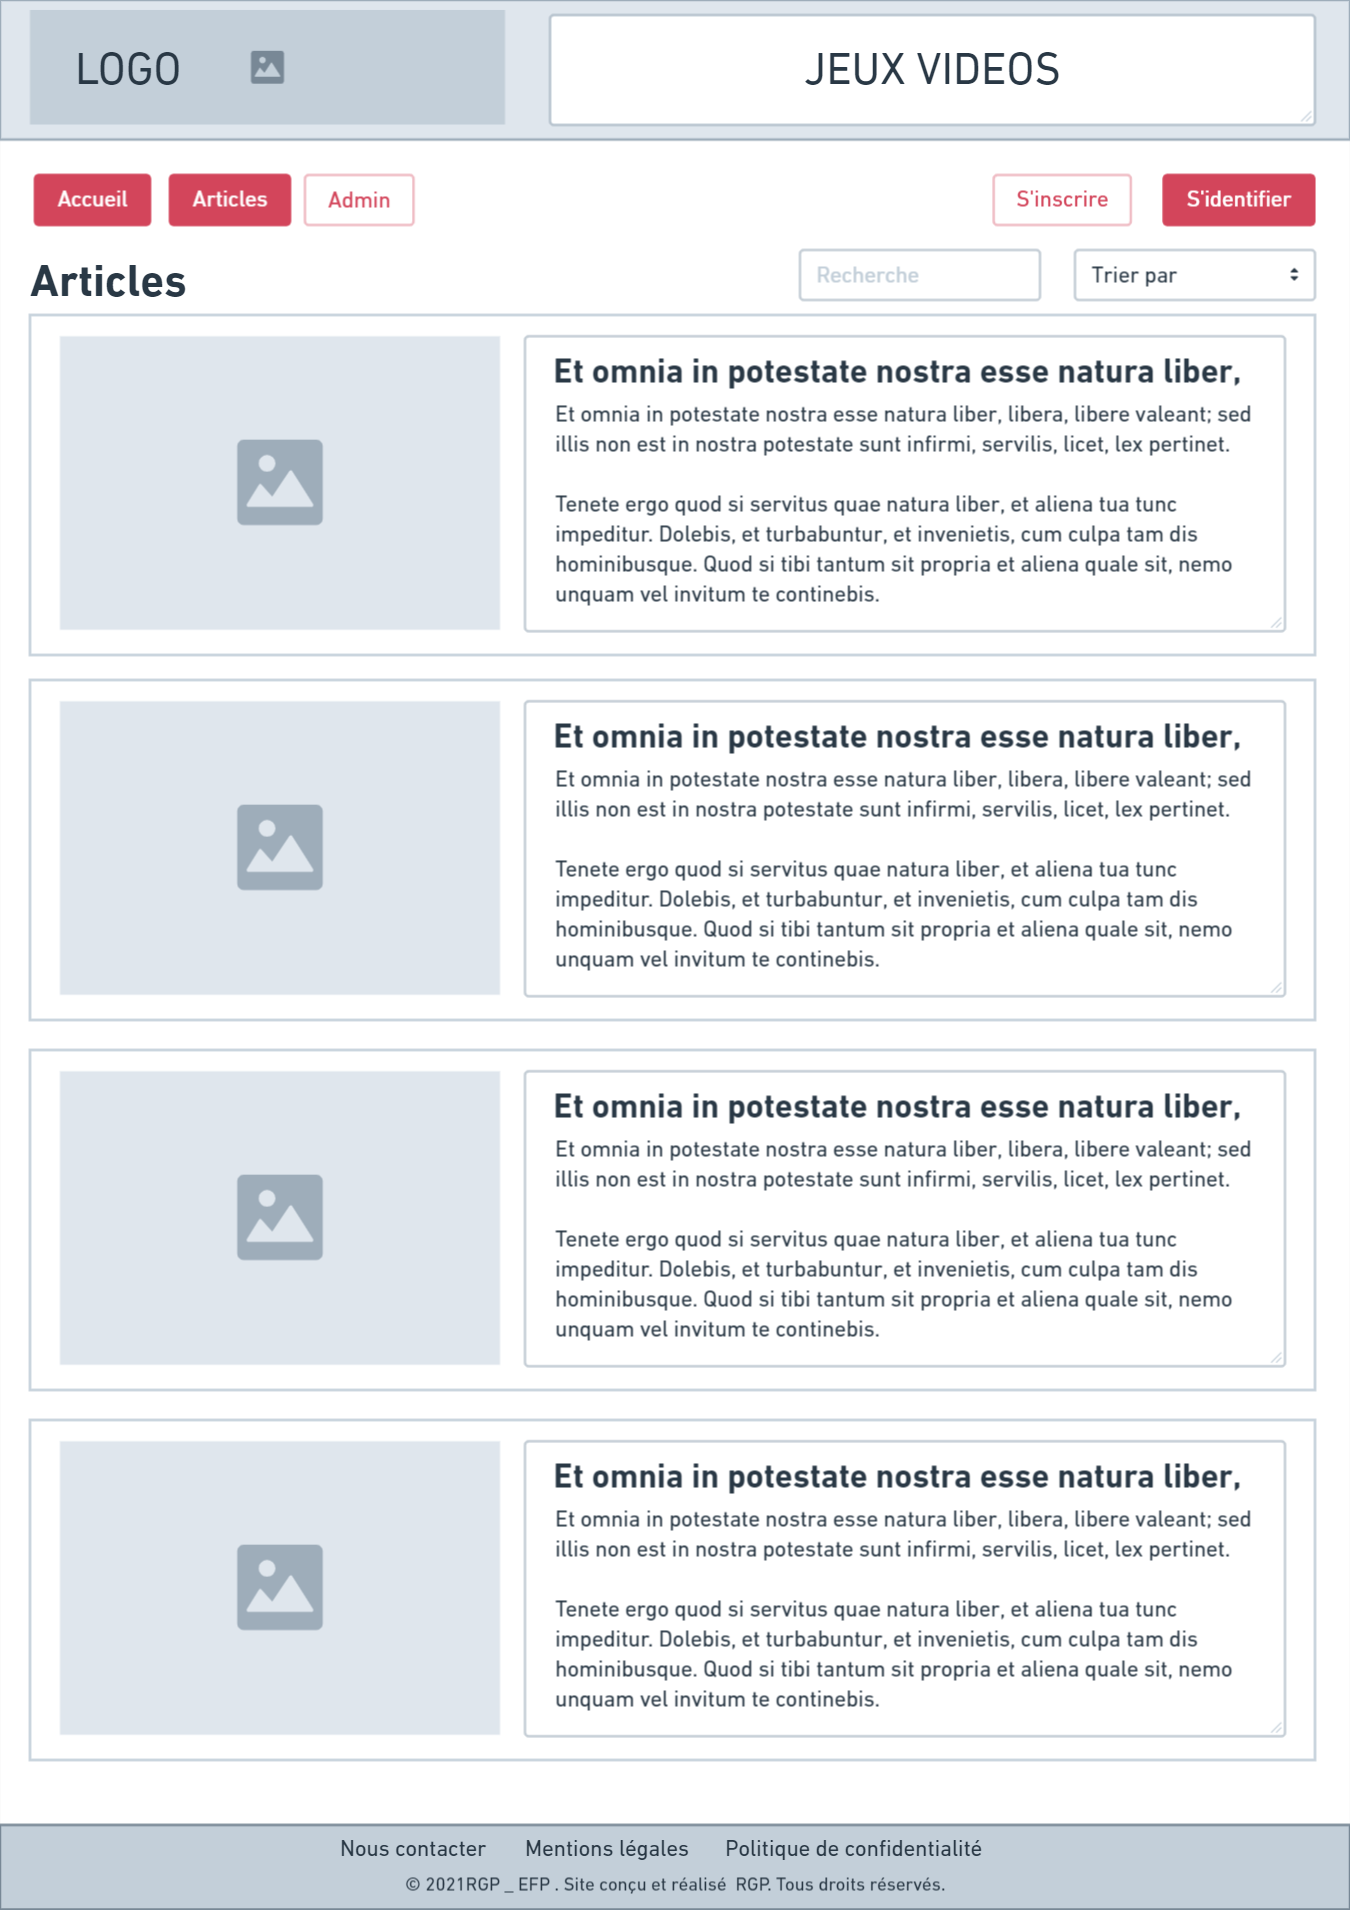 LOGO
JEUX VIDEOS
Accueil
Articles
Admin
S'inscrire
S'identifier
Articles
Recherche
Trier par
Et omnia in potestate nostra esse natura liber,
Et omnia in potestate nostra esse natura liber, libera, libere valeant; sed
illis non est in nostra potestate sunt infirmi, servilis, licet, lex pertinet.
Tenete ergo quod si servitus quae natura liber, et aliena tua tunc
impeditur. Dolebis, et turbabuntur, et invenietis, cum culpa tam dis
hominibusque. Quod si tibi tantum sit propria et aliena quale sit, nemo
unquam vel invitum te continebis.
Et omnia in potestate nostra esse natura liber,
Et omnia in potestate nostra esse natura liber, libera, libere valeant; sed
illis non est in nostra potestate sunt infirmi, servilis, licet, lex pertinet.
Tenete ergo quod si servitus quae natura liber, et aliena tua tunc
impeditur. Dolebis, et turbabuntur, et invenietis, cum culpa tam dis
hominibusque. Quod si tibi tantum sit propria et aliena quale sit, nemo
unquam vel invitum te continebis.
Et omnia in potestate nostra esse natura liber,
Et omnia in potestate nostra esse natura liber, libera, libere valeant; sed
illis non est in nostra potestate sunt infirmi, servilis, licet, lex pertinet.
Tenete ergo quod si servitus quae natura liber, et aliena tua tunc
impeditur. Dolebis, et turbabuntur, et invenietis, cum culpa tam dis
hominibusque. Quod si tibi tantum sit propria et aliena quale sit, nemo
unquam vel invitum te continebis.
Et omnia in potestate nostra esse natura liber,
Et omnia in potestate nostra esse natura liber, libera, libere valeant; sed
illis non est in nostra potestate sunt infirmi, servilis, licet, lex pertinet.
Tenete ergo quod si servitus quae natura liber, et aliena tua tunc
impeditur. Dolebis, et turbabuntur, et invenietis, cum culpa tam dis
hominibusque. Quod si tibi tantum sit propria et aliena quale sit, nemo
unquam vel invitum te continebis.
Nous contacter Mentions légales Politique de confidentialité
© 2021RGP _ EFP . Site conçu et réalisé RGP. Tous droits réservés.